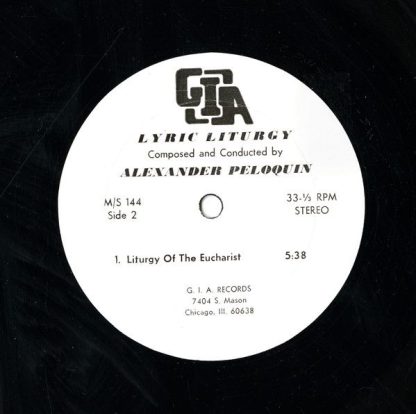 GIA
LYRIC LITURGY
Composed and Conducted by
ALEXANDER PELOQUIN
M/S 144
Side 2
33-⅓ RPM
STEREO
1. Liturgy Of The Eucharist 5:38
G. I. A. RECORDS
7404 S. Mason
Chicago, Ill. 60638